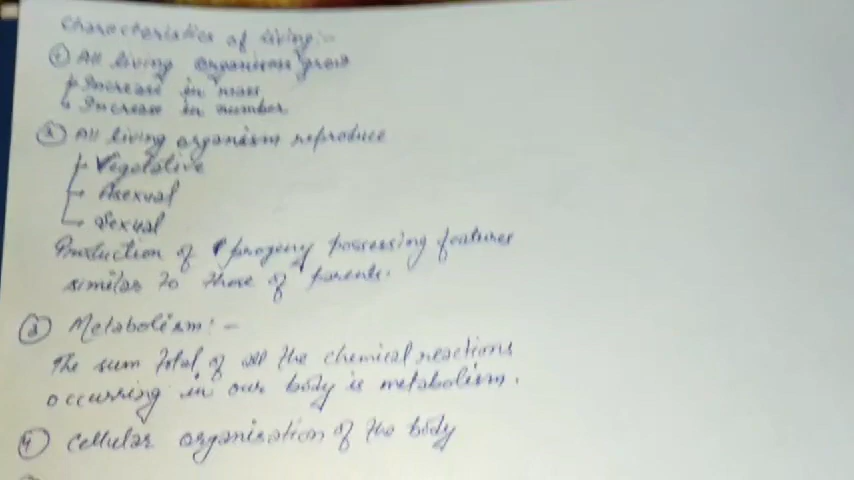 Characteristics of living:-
① All living organism grow
Increase in mass
Increase in number
② All living organism reproduce
Vegetative
Asexual
Sexual
Production of progeny possessing features
similar to those of parents.
③ Metabolism:-
The sum total of all the chemical reactions
occurring in our body is metabolism.
④ Cellular organisation of the body